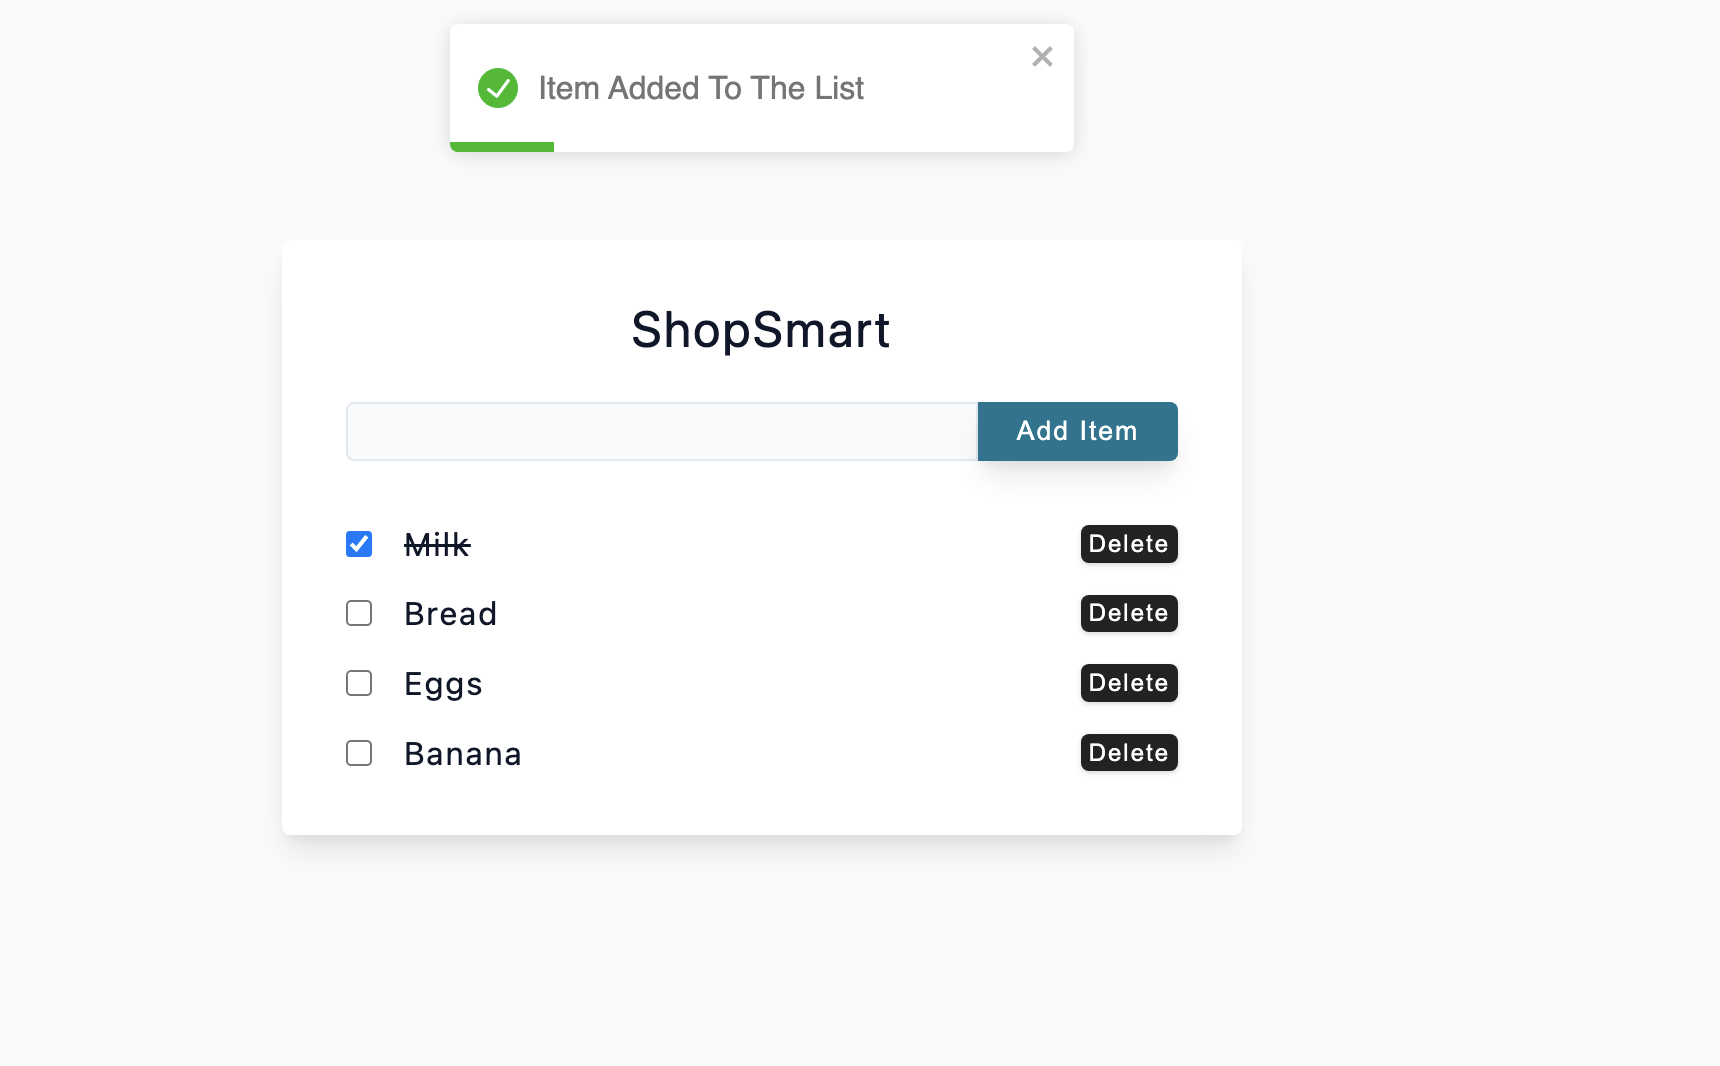 Item Added To The List
ShopSmart
Add Item
Milk Delete
Bread Delete
Eggs Delete
Banana Delete